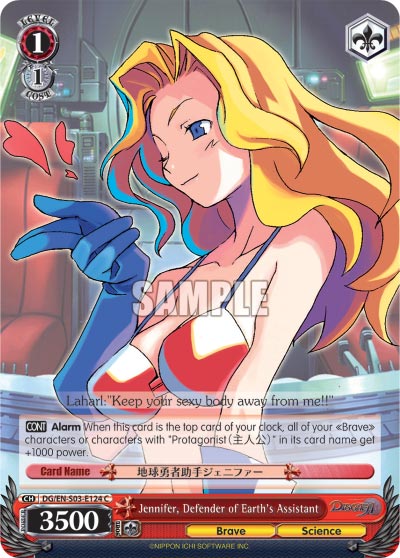 LEVEL
1
1
COST
SAMPLE
Laharl:"Keep your sexy body away from me!!"
CONT Alarm When this card is the top card of your clock, all of your «Brave»
characters or characters with "Protagonist (主人公)" in its card name get
+1000 power.
Card Name 地球勇者助手ジェニファー
CH DG/EN-S03-E124 C
Jennifer, Defender of Earth's Assistant
3500
Brave Science
©NIPPON ICHI SOFTWARE INC.